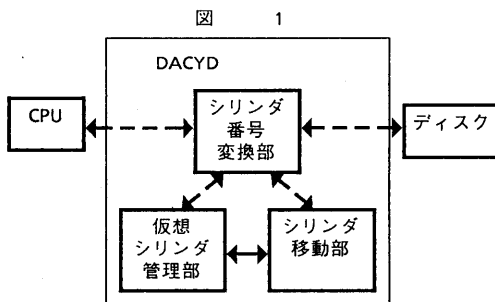 図 1
DACYD
CPU
シリンダ
番号
変換部
ディスク
仮想
シリンダ
管理部
シリンダ
移動部